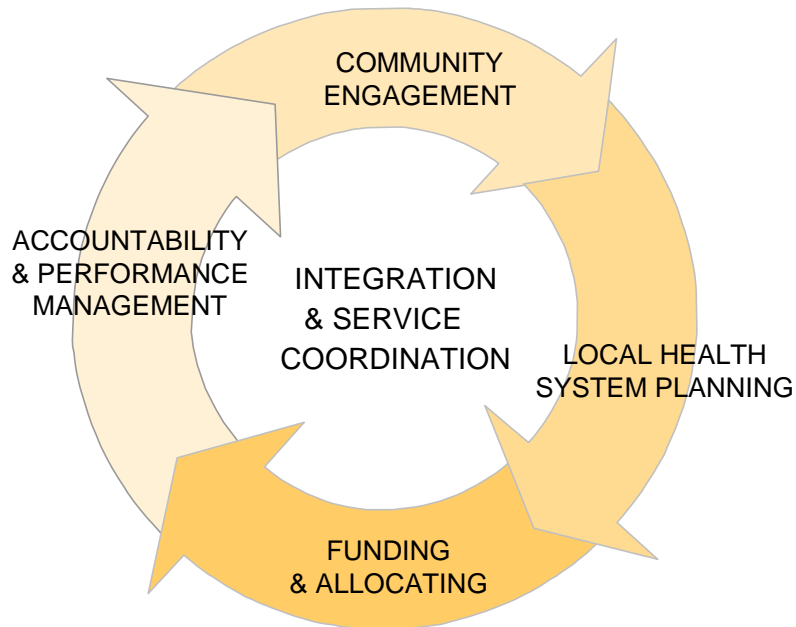 COMMUNITY
ENGAGEMENT
ACCOUNTABILITY
& PERFORMANCE
MANAGEMENT
INTEGRATION
& SERVICE
COORDINATION
LOCAL HEALTH
SYSTEM PLANNING
FUNDING
& ALLOCATING